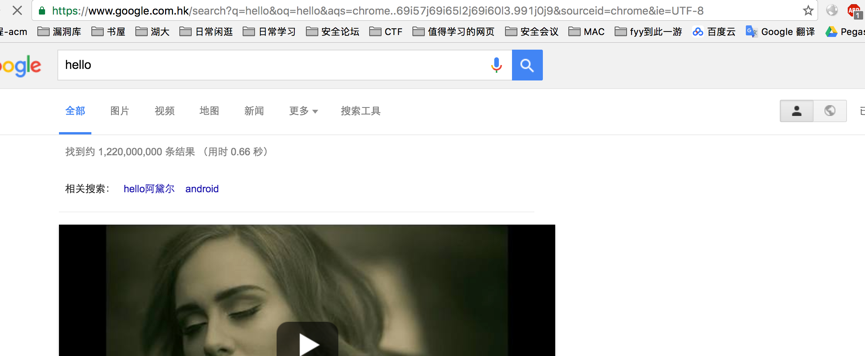 https://www.google.com.hk/search?q=hello&oq=hello&aqs=chrome..69i57j69i65l2j69i60l3.991j0j9&sourceid=chrome&ie=UTF-8
-acm 漏洞库 书屋 湖大 日常闲逛 日常学习 安全论坛 CTF 值得学习的网页 安全会议 MAC fyy到此一游 百度云 Google 翻译 Pegas
ogle hello
全部 图片 视频 地图 新闻 更多 搜索工具
找到约 1,220,000,000 条结果 （用时 0.66 秒）
相关搜索: hello阿黛尔 android